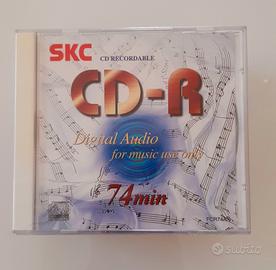 SKC
CD RECORDABLE
CD-R
Digital Audio
for music use only
74min
subito